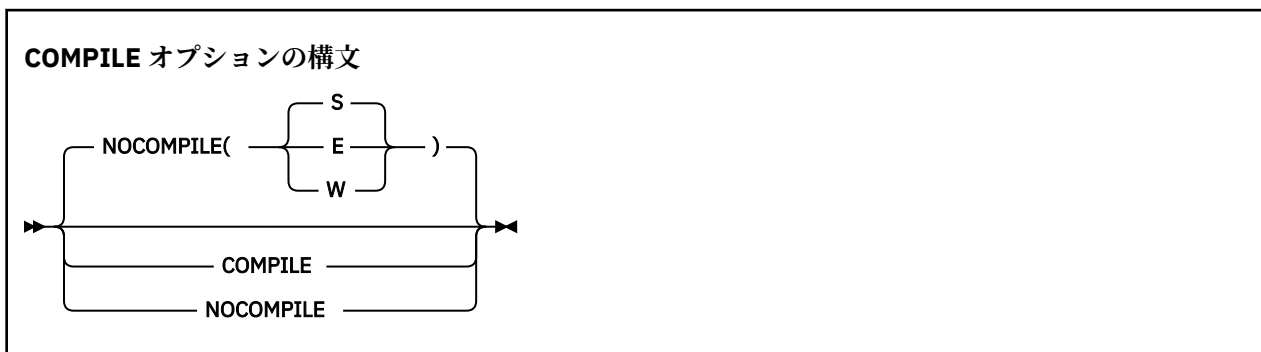 COMPILE オプションの構文
S
NOCOMPILE( E )
W
COMPILE
NOCOMPILE